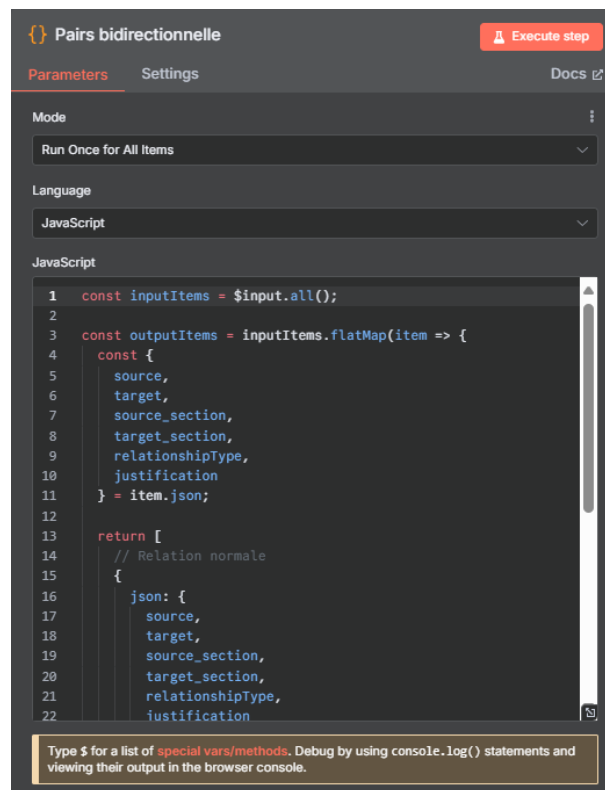 {} Pairs bidirectionnelle
Execute step
Parameters Settings Docs
Mode
Run Once for All Items
Language
JavaScript
JavaScript
1 const inputItems = $input.all();
2
3 const outputItems = inputItems.flatMap(item => {
4 const {
5 source,
6 target,
7 source_section,
8 target_section,
9 relationshipType,
10 justification
11 } = item.json;
12
13 return [
14 // Relation normale
15 {
16 json: {
17 source,
18 target,
19 source_section,
20 target_section,
21 relationshipType,
22 justification
Type $ for a list of special vars/methods. Debug by using console.log() statements and
viewing their output in the browser console.